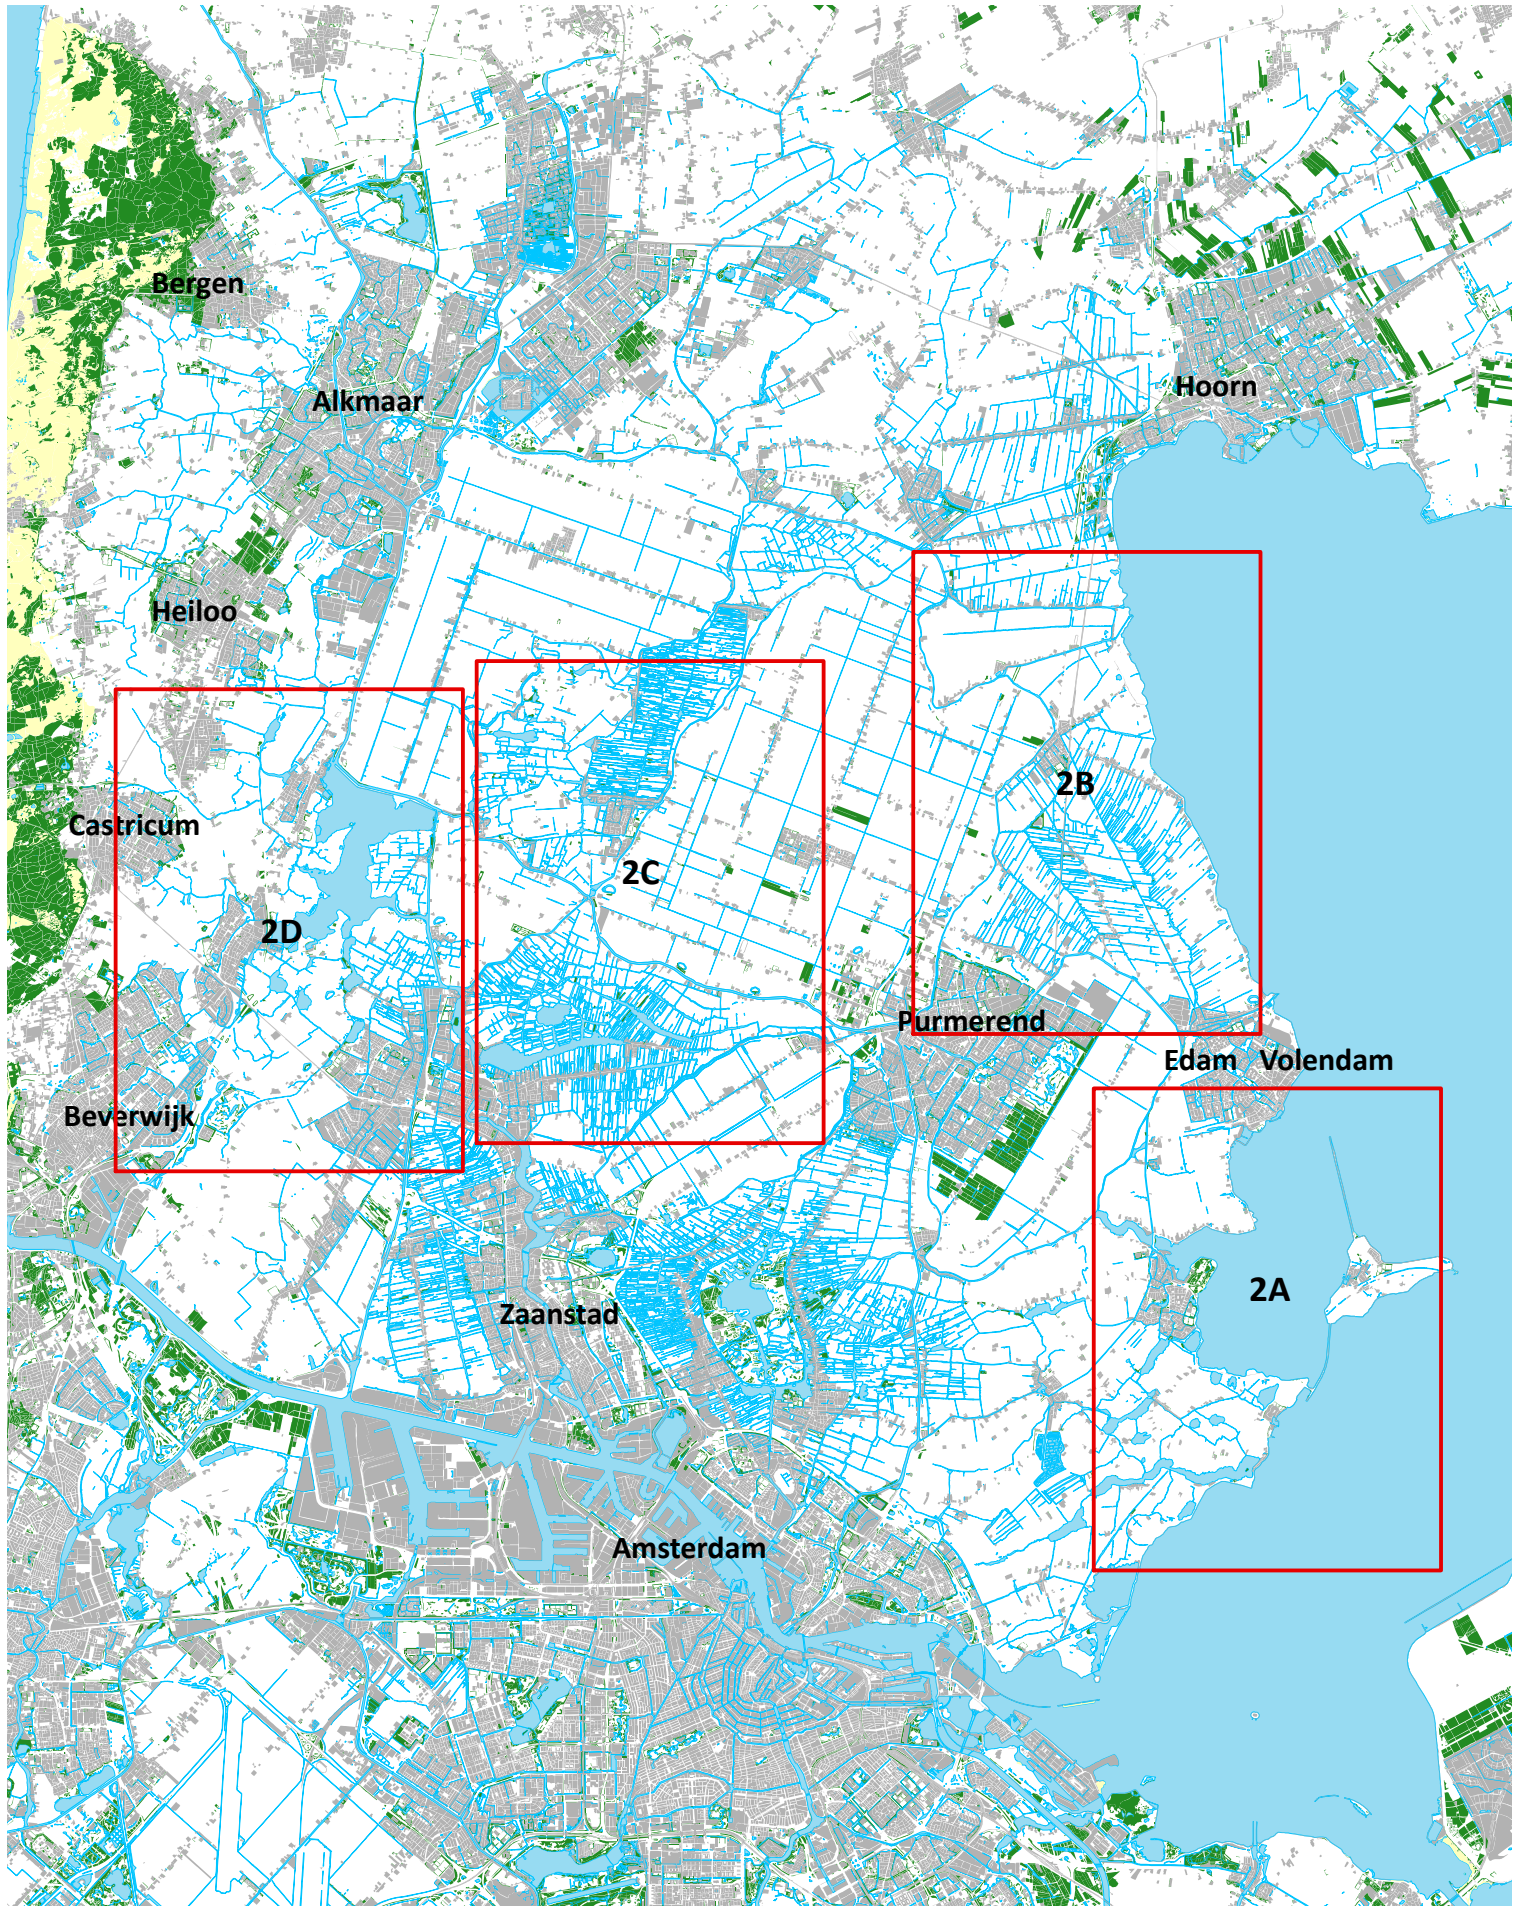 Bergen
Alkmaar
Hoorn
Heiloo
2B
Castricum
2C
2D
Purmerend
Edam Volendam
Beverwijk
2A
Zaanstad
Amsterdam